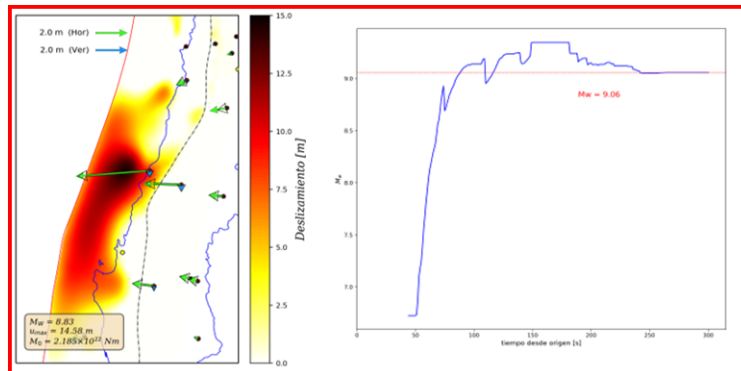 2.0 m (Hor)
2.0 m (Ver)
Mw = 8.83
umax = 14.58 m
M0 = 2.185×10²² Nm
15.0
12.5
10.0
7.5
5.0
2.5
0.0
Deslizamiento [m]
9.0
8.5
8.0
7.5
7.0
Mw
Mw = 9.06
0
50
100
150
200
250
300
tiempo desde origen [s]